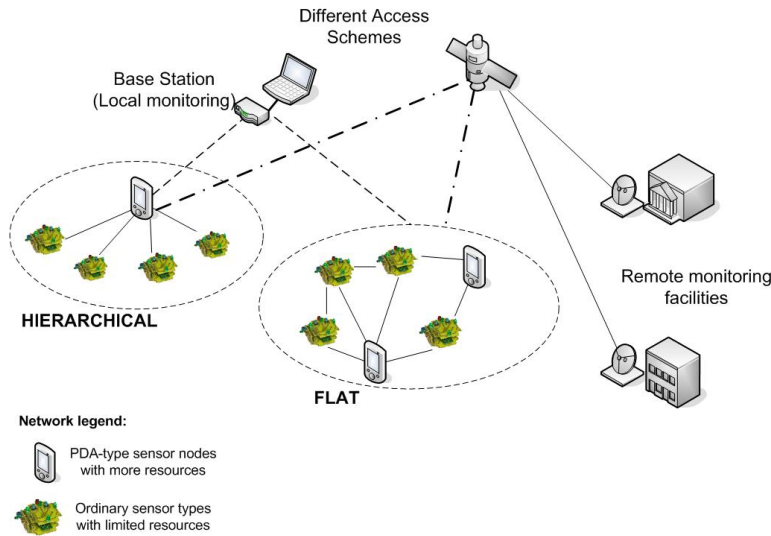 Different Access
Schemes
Base Station
(Local monitoring)
HIERARCHICAL
FLAT
Remote monitoring
facilities
Network legend:
PDA-type sensor nodes
with more resources
Ordinary sensor types
with limited resources